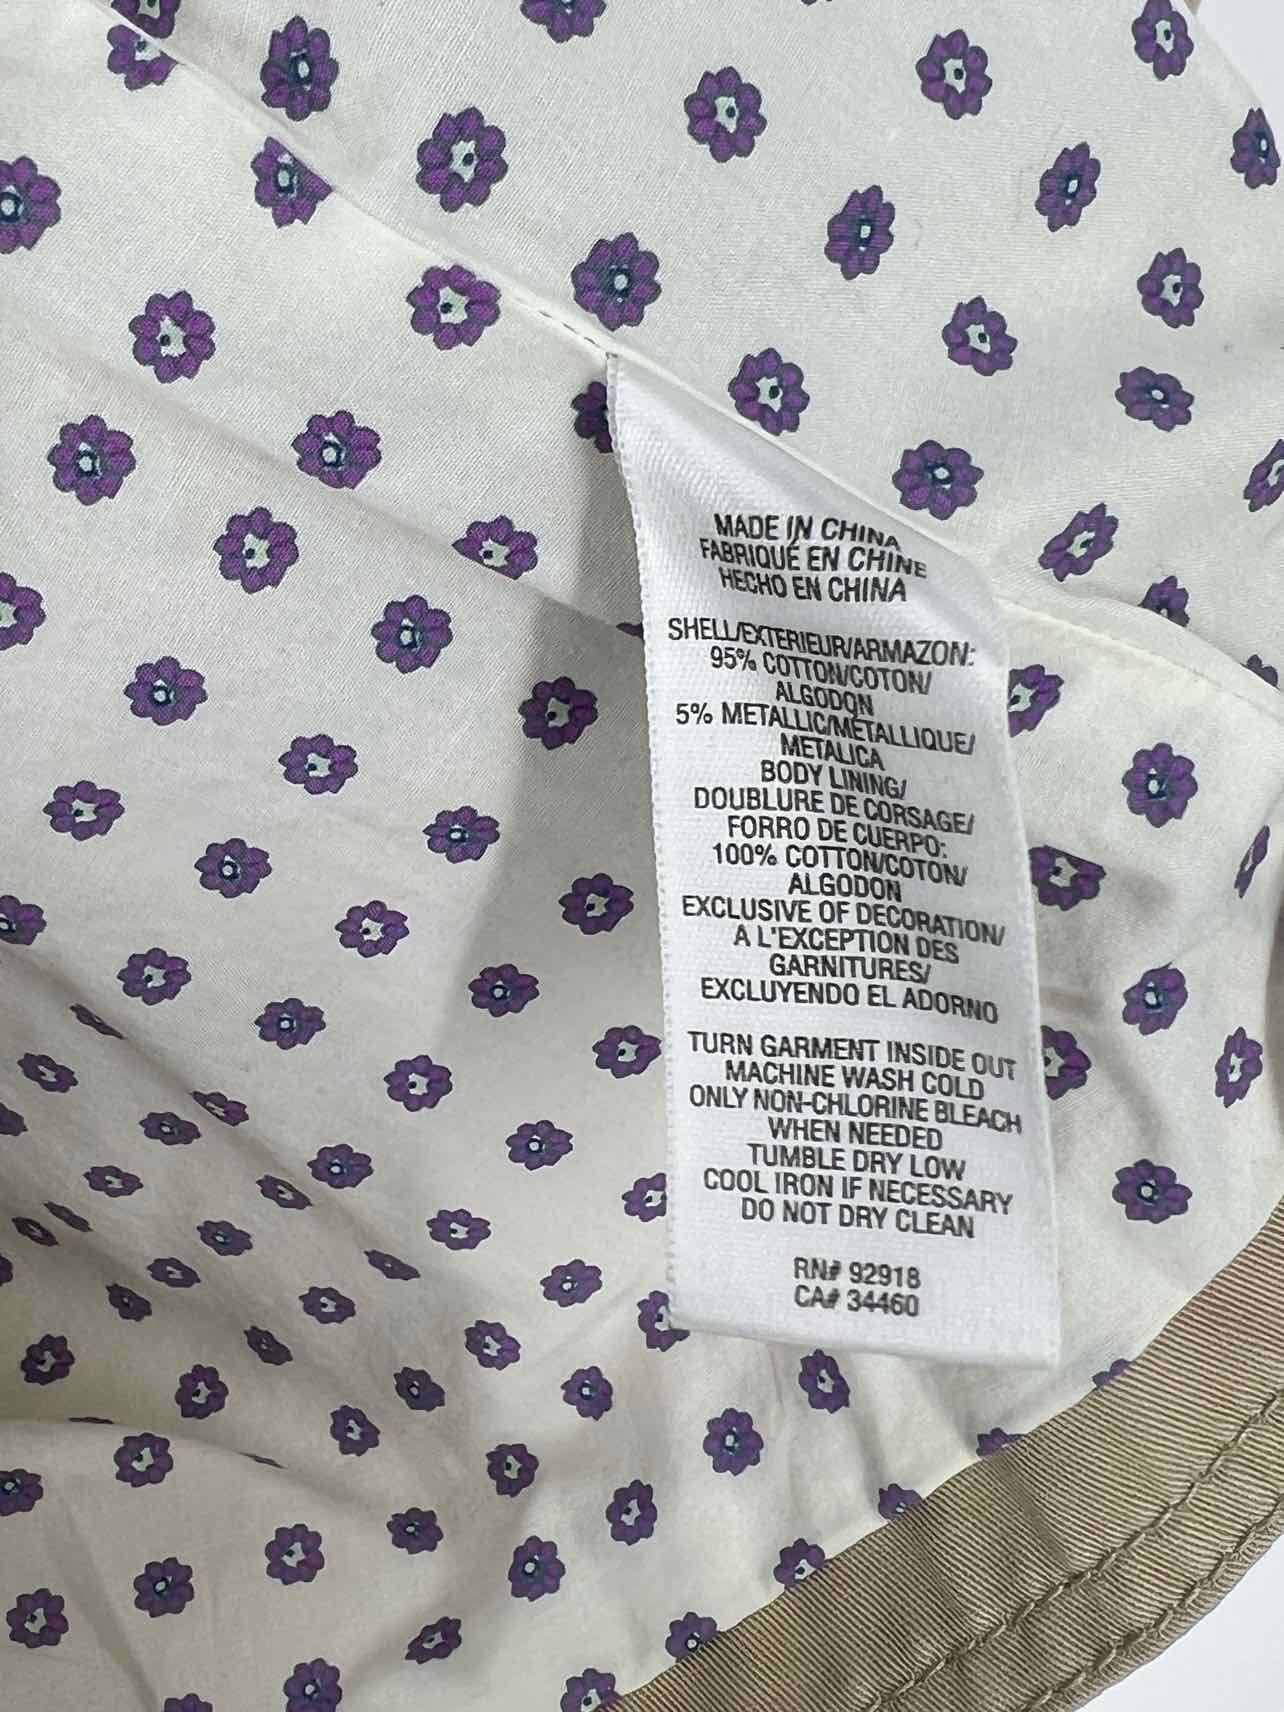 MADE IN CHINA
FABRIQUÉ EN CHINE
HECHO EN CHINA
SHELL/EXTERIEUR/ARMAZON:
95% COTTON/COTON/
ALGODON
5% METALLIC/METALLIQUE/
METALICA
BODY LINING/
DOUBLURE DE CORSAGE/
FORRO DE CUERPO:
100% COTTON/COTON/
ALGODON
EXCLUSIVE OF DECORATION/
A L'EXCEPTION DES
GARNITURES/
EXCLUYENDO EL ADORNO
TURN GARMENT INSIDE OUT
MACHINE WASH COLD
ONLY NON-CHLORINE BLEACH
WHEN NEEDED
TUMBLE DRY LOW
COOL IRON IF NECESSARY
DO NOT DRY CLEAN
RN# 92918
CA# 34460